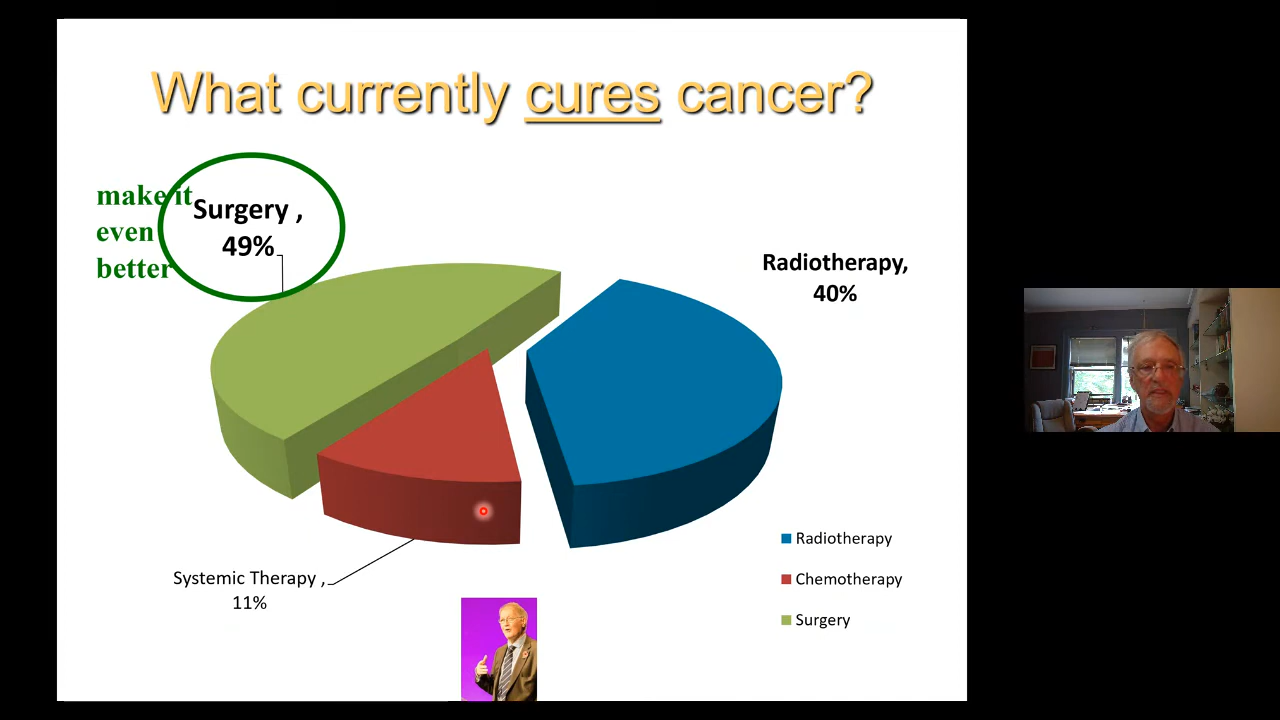 What currently cures cancer?
make it
even
better
Surgery ,
49%
Radiotherapy,
40%
Systemic Therapy ,
11%
Radiotherapy
Chemotherapy
Surgery